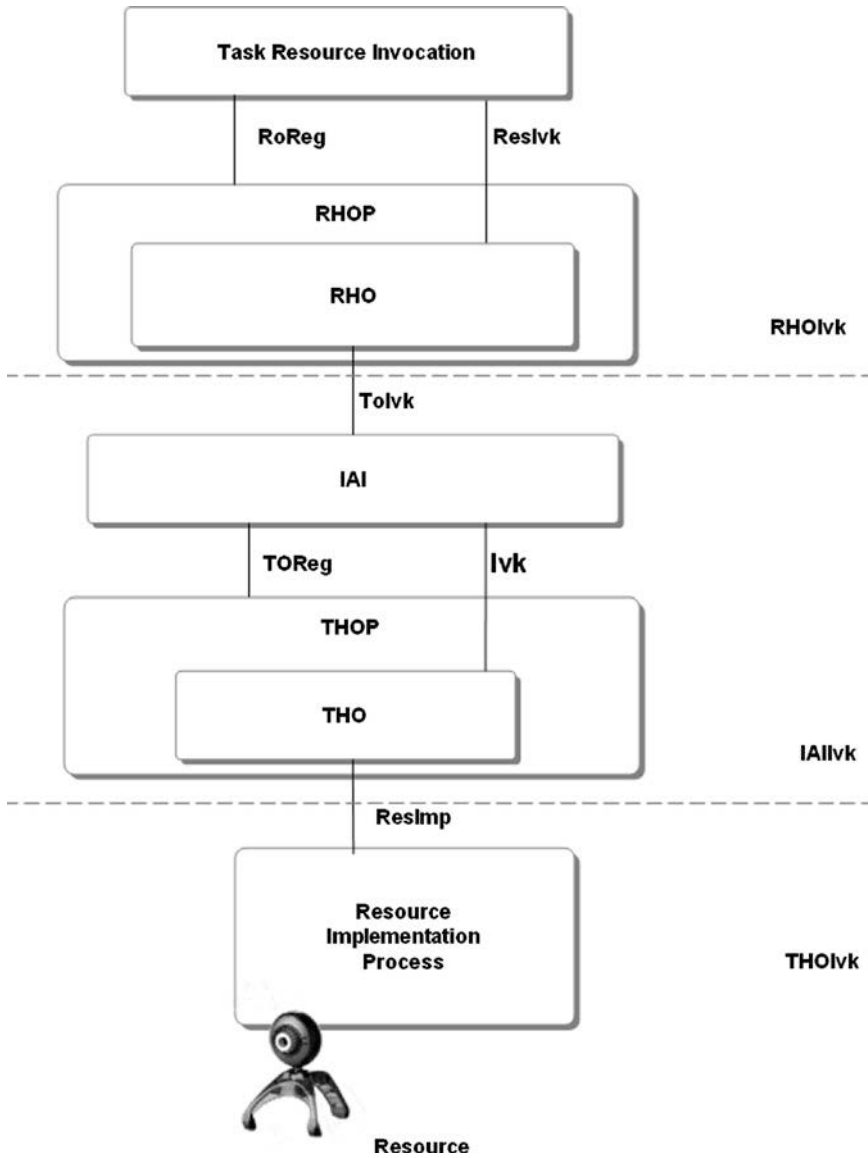 Task Resource Invocation
RoReg
ResIvk
RHOP
RHO
RHOIvk
ToIvk
IAI
TOReg
Ivk
THOP
THO
IAIIvk
ResImp
Resource
Implementation
Process
THOIvk
Resource